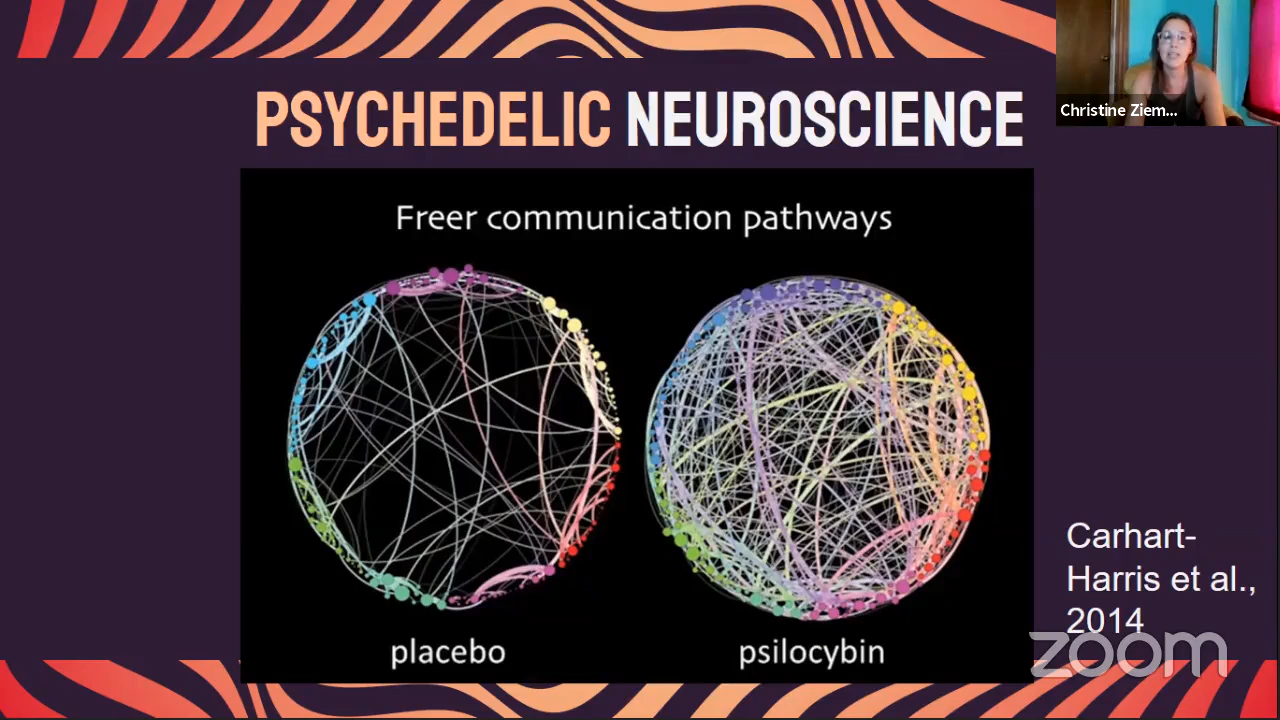 PSYCHEDELIC NEUROSCIENCE
Christine Ziem...
Freer communication pathways
placebo
psilocybin
Carhart-
Harris et al.,
2014
zoom